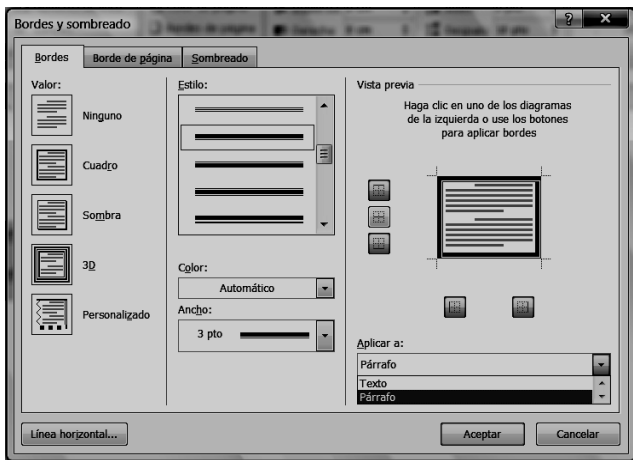 Bordes y sombreado
Bordes
Borde de página
Sombreado
Valor:
Ninguno
Cuadro
Sombra
3D
Personalizado
Estilo:
Color:
Automático
Ancho:
3 pto
Vista previa
Haga clic en uno de los diagramas
de la izquierda o use los botones
para aplicar bordes
Aplicar a:
Párrafo
Texto
Párrafo
Línea horizontal...
Aceptar
Cancelar